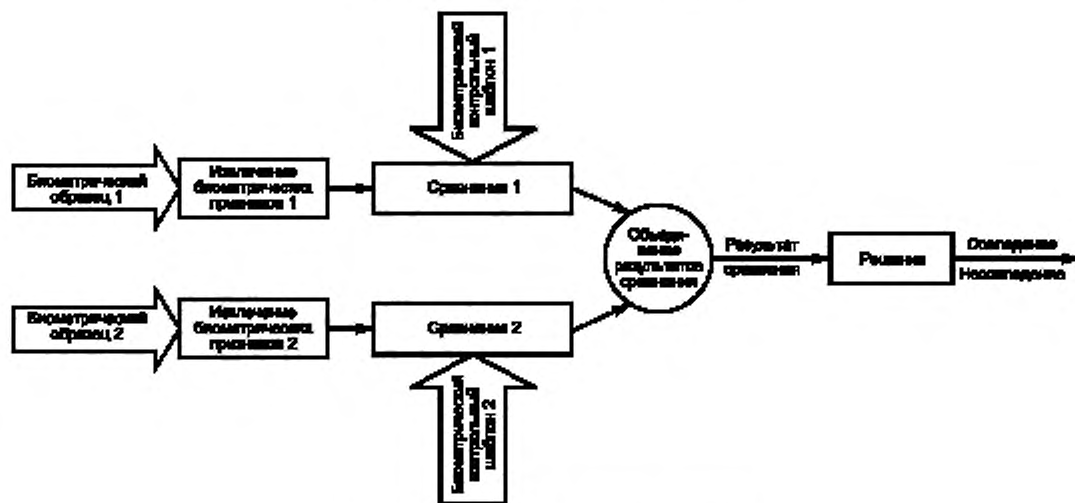 Биометрический
контрольный
шаблон 1
Биометрический
образец 1
Извлечение
биометрических
признаков 1
Сравнение 1
Объеди-
нение
результатов
сравнения
Результат
сравнения
Решение
Совпадение
Несовпадение
Биометрический
образец 2
Извлечение
биометрических
признаков 2
Сравнение 2
Биометрический
контрольный
шаблон 2